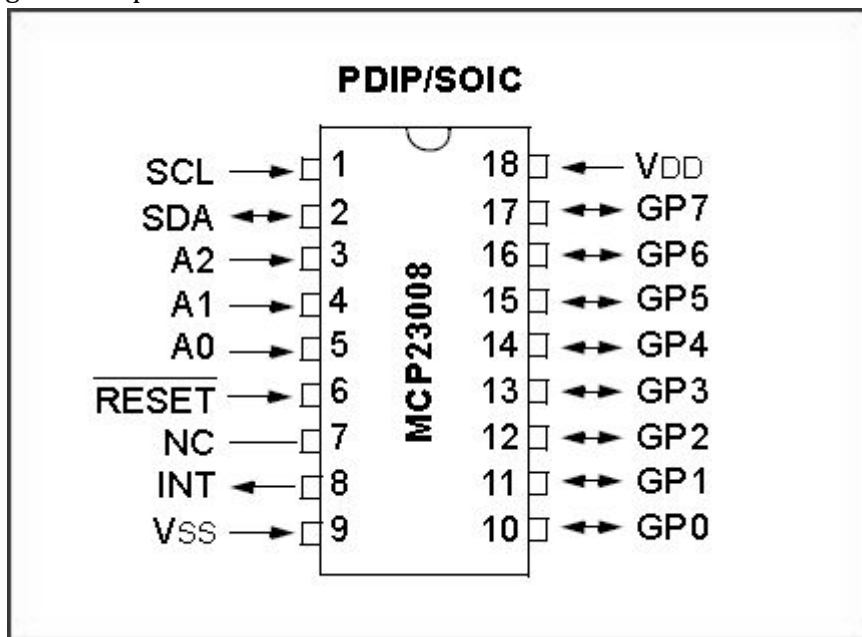 PDIP/SOIC
SCL 1 18 VDD
SDA 2 17 GP7
A2 3 16 GP6
A1 4 15 GP5
A0 5 14 GP4
RESET 6 13 GP3
NC 7 12 GP2
INT 8 11 GP1
VSS 9 10 GP0
MCP23008